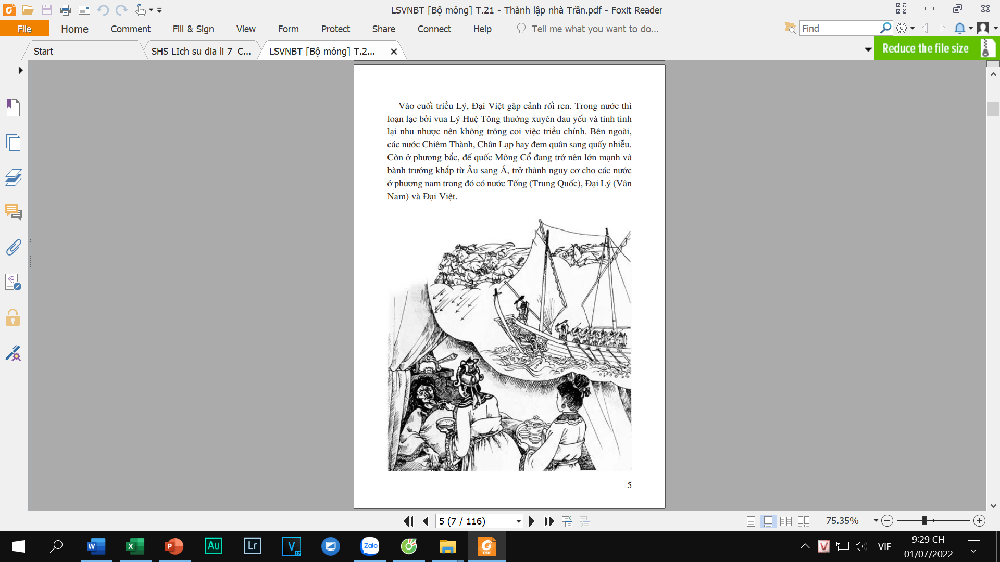 LSVNBT [Bộ mỏng] T.21 - Thành lập nhà Trần.pdf - Foxit Reader
File Home Comment Fill & Sign View Form Protect Share Connect Help Tell me what you want to do... Find
Start SHS LIch su dia li 7_C... LSVNBT [Bộ mỏng] T.2... Reduce the file size
Vào cuối triều Lý, Đại Việt gặp cảnh rối ren. Trong nước thì
loạn lạc bởi vua Lý Huệ Tông thường xuyên đau yếu và tính tình
lại nhu nhược nên không trông coi việc triều chính. Bên ngoài,
các nước Chiêm Thành, Chân Lạp hay đem quân sang quấy nhiễu.
Còn ở phương bắc, đế quốc Mông Cổ đang trở nên lớn mạnh và
bành trướng khắp từ Âu sang Á, trở thành nguy cơ cho các nước
ở phương nam trong đó có nước Tống (Trung Quốc), Đại Lý (Vân
Nam) và Đại Việt.
5
5 (7 / 116) 75.35%
W X P Au Lr V 17 Zalo PDF V VIE 9:29 CH
01/07/2022